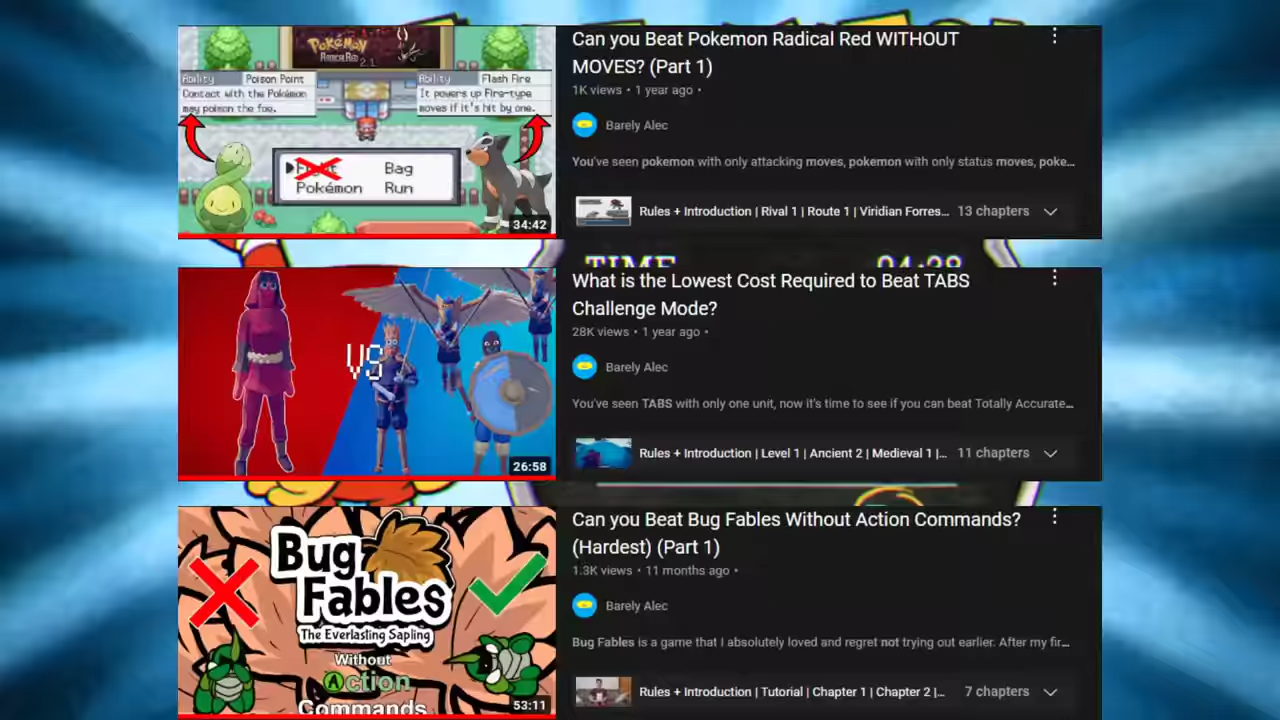 Pokémon
RADICAL RED 2.1
Ability Poison Point
Contact with the Pokémon
may poison the foe.
Ability Flash Fire
It powers up Fire-type
moves if it's hit by one.
Bag
Pokémon Run
34:42
Can you Beat Pokemon Radical Red WITHOUT
MOVES? (Part 1)
1K views • 1 year ago •
Barely Alec
You've seen pokemon with only attacking moves, pokemon with only status moves, poke...
Rules + Introduction | Rival 1 | Route 1 | Viridian Forres... 13 chapters
TIME 04:38
VS
26:58
What is the Lowest Cost Required to Beat TABS
Challenge Mode?
28K views • 1 year ago •
Barely Alec
You've seen TABS with only one unit, now it's time to see if you can beat Totally Accurate...
Rules + Introduction | Level 1 | Ancient 2 | Medieval 1 |... 11 chapters
Bug
Fables
The Everlasting Sapling
Without
Action
Commands
53:11
Can you Beat Bug Fables Without Action Commands?
(Hardest) (Part 1)
1.3K views • 11 months ago •
Barely Alec
Bug Fables is a game that I absolutely loved and regret not trying out earlier. After my fir...
Rules + Introduction | Tutorial | Chapter 1 | Chapter 2 |... 7 chapters